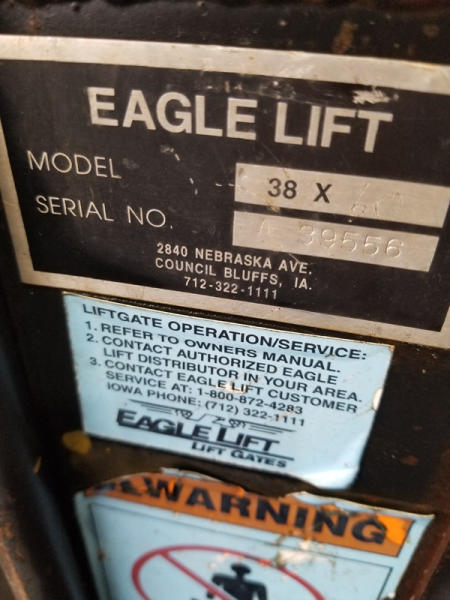 EAGLE LIFT
MODEL 38 X
SERIAL NO. A 39556
2840 NEBRASKA AVE.
COUNCIL BLUFFS, IA.
712-322-1111
LIFTGATE OPERATION/SERVICE:
1. REFER TO OWNERS MANUAL.
2. CONTACT AUTHORIZED EAGLE
LIFT DISTRIBUTOR IN YOUR AREA.
3. CONTACT EAGLE LIFT CUSTOMER
SERVICE AT: 1-800-872-4283
IOWA PHONE: (712) 322-1111
EAGLE LIFT
LIFT GATES
WARNING